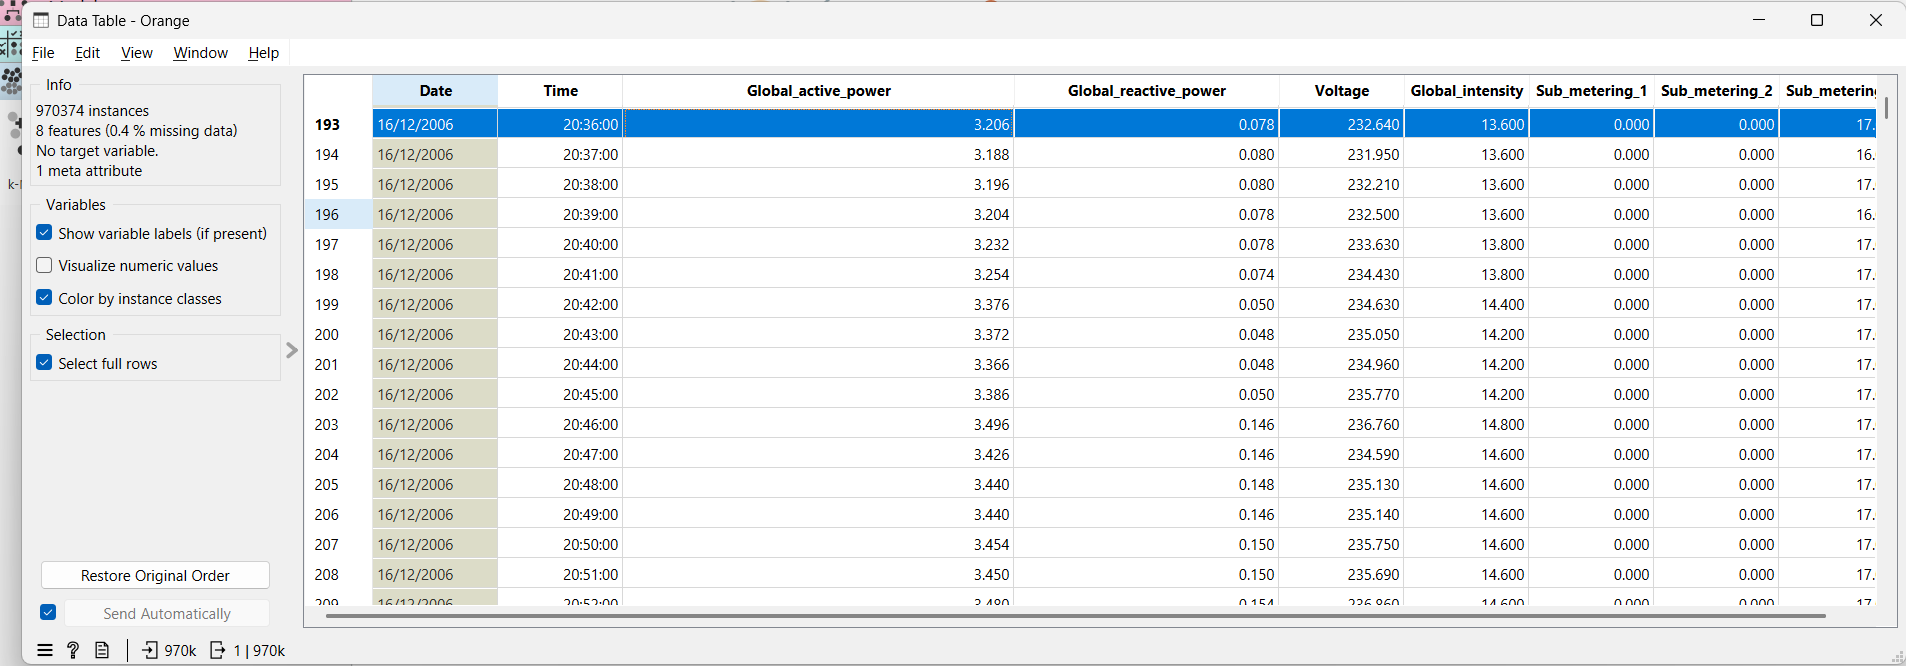 Data Table - Orange
File Edit View Window Help
Info
970374 instances
8 features (0.4 % missing data)
No target variable.
1 meta attribute
Variables
Show variable labels (if present)
Visualize numeric values
Color by instance classes
Selection
Select full rows
Restore Original Order
Send Automatically
970k 1 | 970k
Date Time Global_active_power Global_reactive_power Voltage Global_intensity Sub_metering_1 Sub_metering_2 Sub_metering
193 16/12/2006 20:36:00 3.206 0.078 232.640 13.600 0.000 0.000 17.
194 16/12/2006 20:37:00 3.188 0.080 231.950 13.600 0.000 0.000 16.
195 16/12/2006 20:38:00 3.196 0.080 232.210 13.600 0.000 0.000 17.
196 16/12/2006 20:39:00 3.204 0.078 232.500 13.600 0.000 0.000 16.
197 16/12/2006 20:40:00 3.232 0.078 233.630 13.800 0.000 0.000 17.
198 16/12/2006 20:41:00 3.254 0.074 234.430 13.800 0.000 0.000 17.
199 16/12/2006 20:42:00 3.376 0.050 234.630 14.400 0.000 0.000 17.
200 16/12/2006 20:43:00 3.372 0.048 235.050 14.200 0.000 0.000 17.
201 16/12/2006 20:44:00 3.366 0.048 234.960 14.200 0.000 0.000 17.
202 16/12/2006 20:45:00 3.386 0.050 235.770 14.200 0.000 0.000 17.
203 16/12/2006 20:46:00 3.496 0.146 236.760 14.800 0.000 0.000 17.
204 16/12/2006 20:47:00 3.426 0.146 234.590 14.600 0.000 0.000 17.
205 16/12/2006 20:48:00 3.440 0.148 235.130 14.600 0.000 0.000 17.
206 16/12/2006 20:49:00 3.440 0.146 235.140 14.600 0.000 0.000 17.
207 16/12/2006 20:50:00 3.454 0.150 235.750 14.600 0.000 0.000 17.
208 16/12/2006 20:51:00 3.450 0.150 235.690 14.600 0.000 0.000 17.
209 16/12/2006 20:52:00 3.480 0.154 236.860 14.600 0.000 0.000 17.